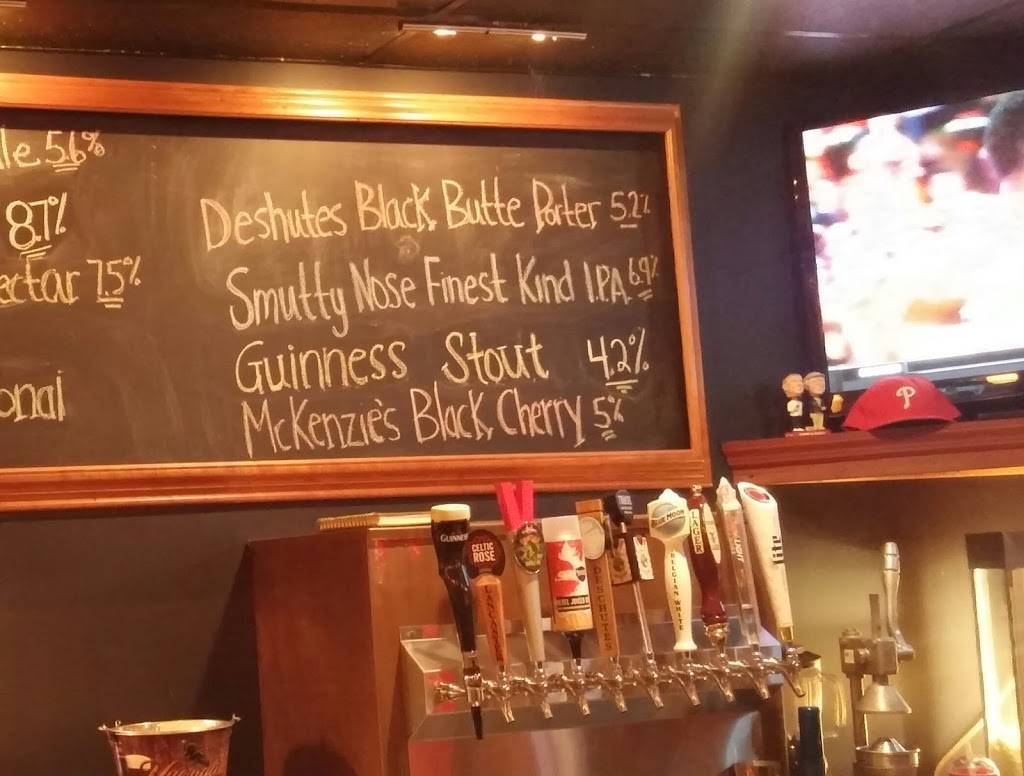 le 5.6%
8.7%
ectar 7.5%
onal
Deshutes Black Butte Porter 5.2%
Smutty Nose Finest Kind I.P.A. 6.9%
Guinness Stout 4.2%
McKenzie's Black Cherry 5%
P
GUINNESS
CELTIC ROSE
LANCASTER
DESCHUTES
BLUE MOON
BELGIAN WHITE
LAGER
Lite